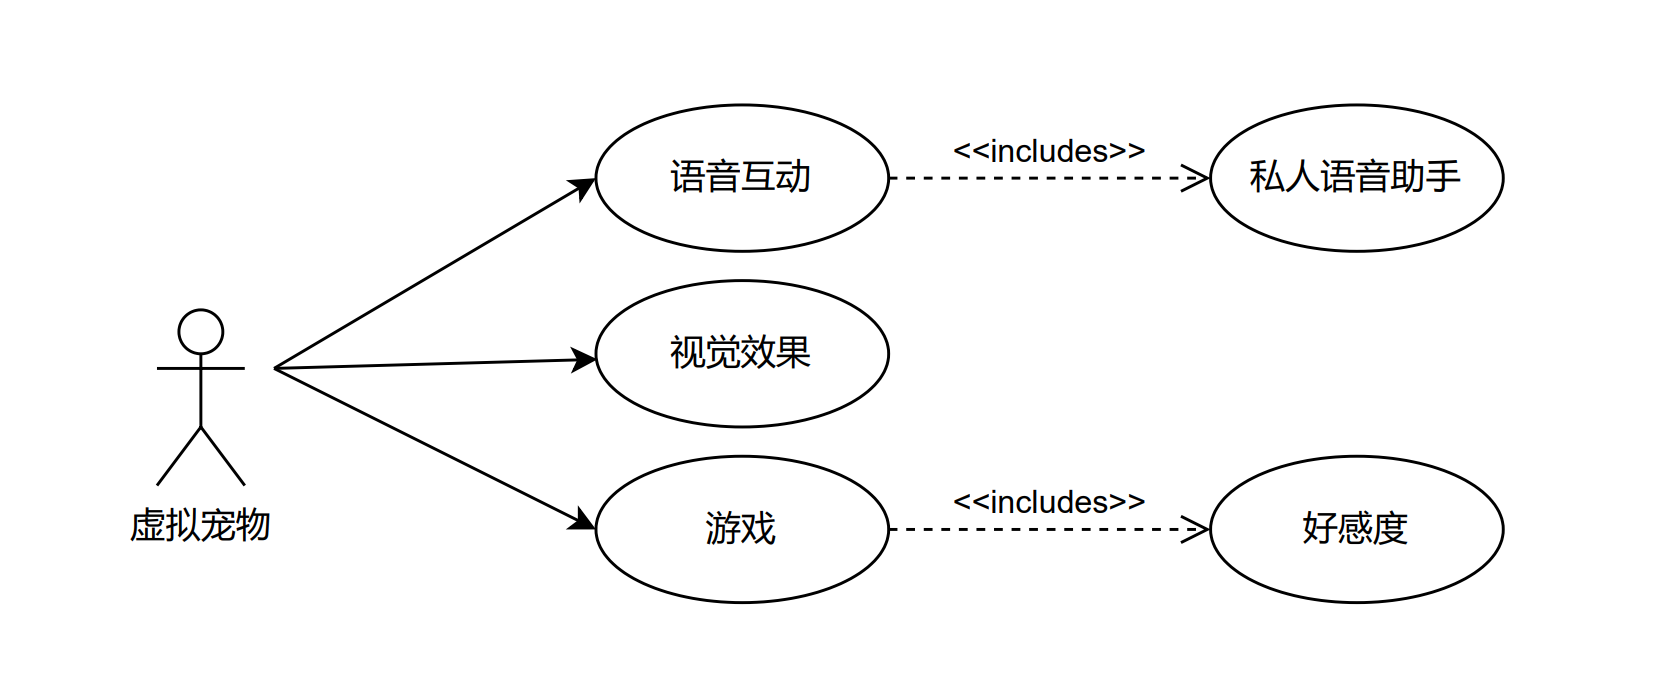 语音互动
<<includes>>
私人语音助手
视觉效果
虚拟宠物
游戏
<<includes>>
好感度